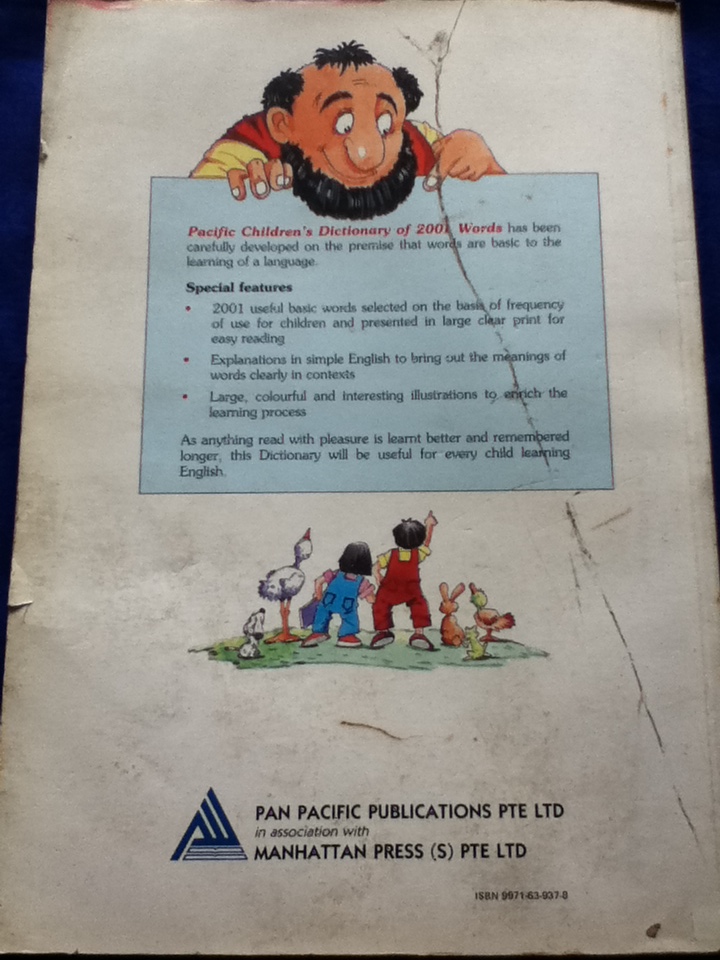 Pacific Children's Dictionary of 2001 Words has been
carefully developed on the premise that words are basic to the
learning of a language.
Special features
• 2001 useful basic words selected on the basis of frequency
of use for children and presented in large clear print for
easy reading
• Explanations in simple English to bring out the meanings of
words clearly in contexts
• Large, colourful and interesting illustrations to enrich the
learning process
As anything read with pleasure is learnt better and remembered
longer, this Dictionary will be useful for every child learning
English.
PAN PACIFIC PUBLICATIONS PTE LTD
in association with
MANHATTAN PRESS (S) PTE LTD
ISBN 9971-63-937-8